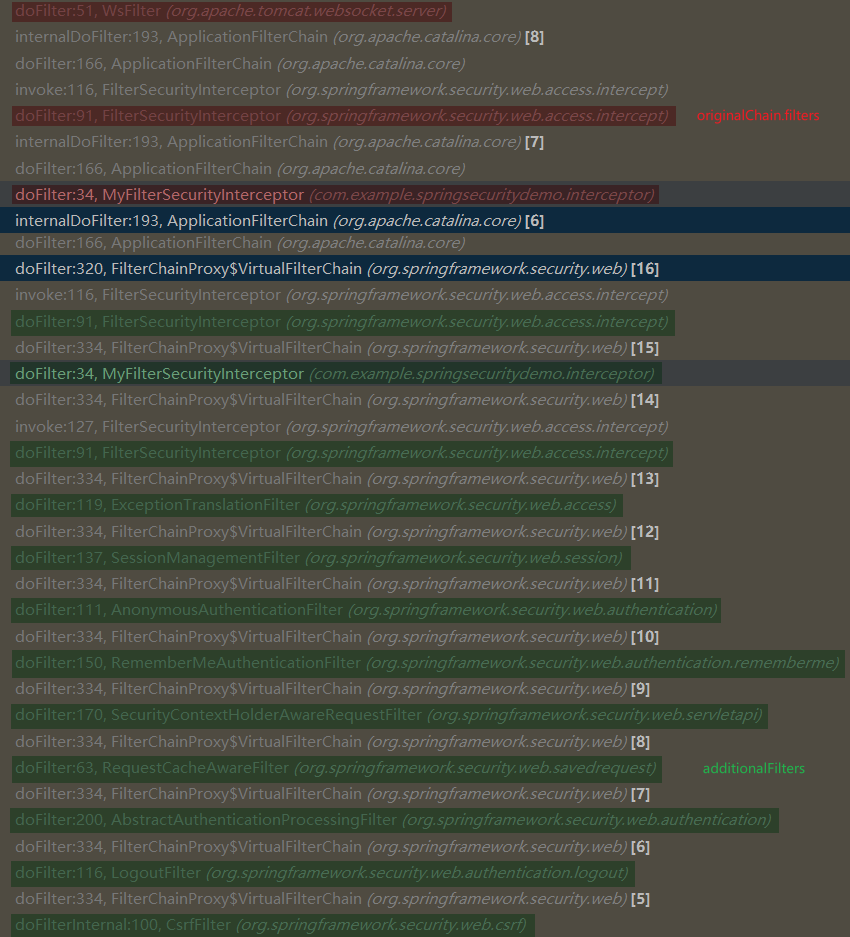 doFilter:51, WsFilter (org.apache.tomcat.websocket.server)
internalDoFilter:193, ApplicationFilterChain (org.apache.catalina.core) [8]
doFilter:166, ApplicationFilterChain (org.apache.catalina.core)
invoke:116, FilterSecurityInterceptor (org.springframework.security.web.access.intercept)
doFilter:91, FilterSecurityInterceptor (org.springframework.security.web.access.intercept) originalChain.filters
internalDoFilter:193, ApplicationFilterChain (org.apache.catalina.core) [7]
doFilter:166, ApplicationFilterChain (org.apache.catalina.core)
doFilter:34, MyFilterSecurityInterceptor (com.example.springsecuritydemo.interceptor)
internalDoFilter:193, ApplicationFilterChain (org.apache.catalina.core) [6]
doFilter:166, ApplicationFilterChain (org.apache.catalina.core)
doFilter:320, FilterChainProxy$VirtualFilterChain (org.springframework.security.web) [16]
invoke:116, FilterSecurityInterceptor (org.springframework.security.web.access.intercept)
doFilter:91, FilterSecurityInterceptor (org.springframework.security.web.access.intercept)
doFilter:334, FilterChainProxy$VirtualFilterChain (org.springframework.security.web) [15]
doFilter:34, MyFilterSecurityInterceptor (com.example.springsecuritydemo.interceptor)
doFilter:334, FilterChainProxy$VirtualFilterChain (org.springframework.security.web) [14]
invoke:127, FilterSecurityInterceptor (org.springframework.security.web.access.intercept)
doFilter:91, FilterSecurityInterceptor (org.springframework.security.web.access.intercept)
doFilter:334, FilterChainProxy$VirtualFilterChain (org.springframework.security.web) [13]
doFilter:119, ExceptionTranslationFilter (org.springframework.security.web.access)
doFilter:334, FilterChainProxy$VirtualFilterChain (org.springframework.security.web) [12]
doFilter:137, SessionManagementFilter (org.springframework.security.web.session)
doFilter:334, FilterChainProxy$VirtualFilterChain (org.springframework.security.web) [11]
doFilter:111, AnonymousAuthenticationFilter (org.springframework.security.web.authentication)
doFilter:334, FilterChainProxy$VirtualFilterChain (org.springframework.security.web) [10]
doFilter:150, RememberMeAuthenticationFilter (org.springframework.security.web.authentication.rememberme)
doFilter:334, FilterChainProxy$VirtualFilterChain (org.springframework.security.web) [9]
doFilter:170, SecurityContextHolderAwareRequestFilter (org.springframework.security.web.servletapi)
doFilter:334, FilterChainProxy$VirtualFilterChain (org.springframework.security.web) [8]
doFilter:63, RequestCacheAwareFilter (org.springframework.security.web.savedrequest) additionalFilters
doFilter:334, FilterChainProxy$VirtualFilterChain (org.springframework.security.web) [7]
doFilter:200, AbstractAuthenticationProcessingFilter (org.springframework.security.web.authentication)
doFilter:334, FilterChainProxy$VirtualFilterChain (org.springframework.security.web) [6]
doFilter:116, LogoutFilter (org.springframework.security.web.authentication.logout)
doFilter:334, FilterChainProxy$VirtualFilterChain (org.springframework.security.web) [5]
doFilterInternal:100, CsrfFilter (org.springframework.security.web.csrf)